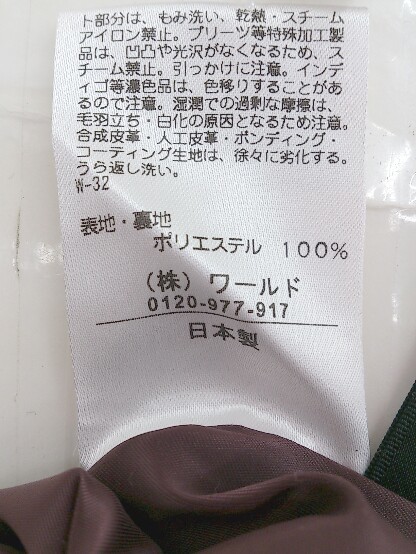 ト部分は、もみ洗い、乾熱・スチーム
アイロン禁止。プリーツ等特殊加工製
品は、凹凸や光沢がなくなるため、ス
チーム禁止。引っかけに注意。インデ
ィゴ等濃色品は、色移りすることがあ
るので注意。湿潤での過剰な摩擦は、
毛羽立ち・白化の原因となるため注意。
合成皮革・人工皮革・ボンディング・
コーティング生地は、徐々に劣化する。
うら返し洗い。
W-32
表地・裏地
ポリエステル 100%
(株) ワールド
0120-977-917
日本製